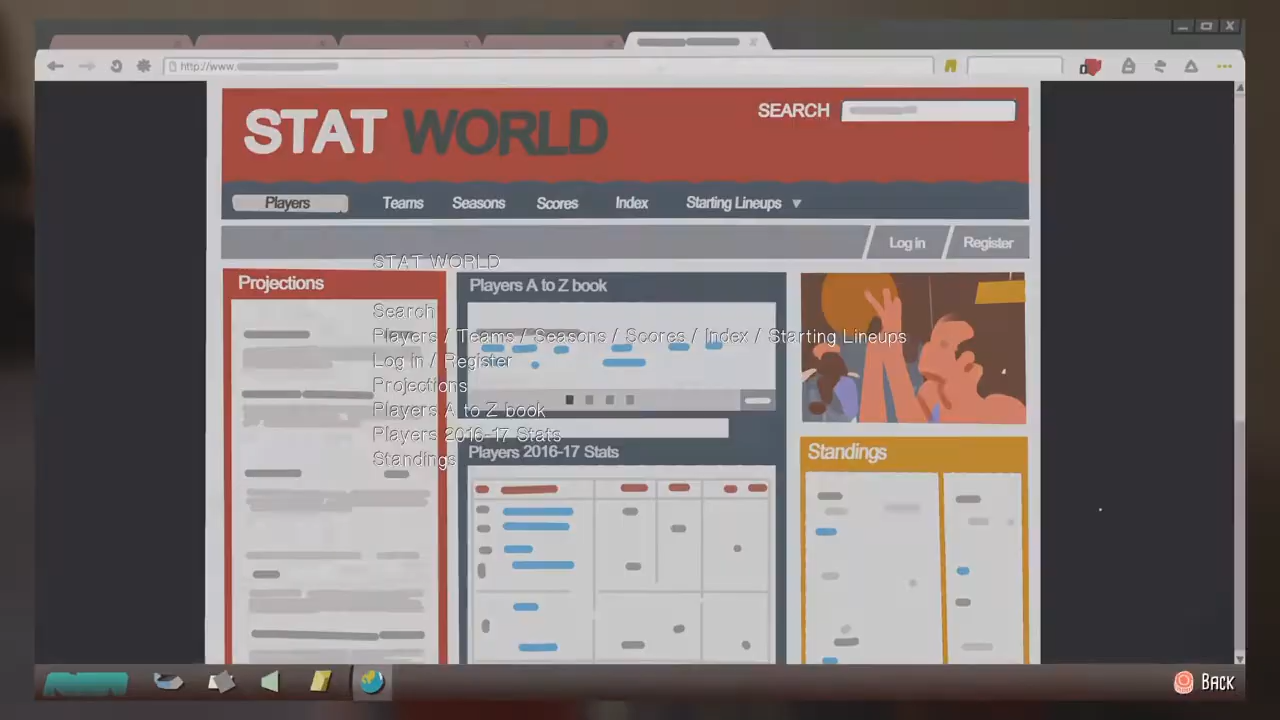 http://www.
STAT WORLD
SEARCH
Players Teams Seasons Scores Index Starting Lineups
Log in Register
Projections
Players A to Z book
Players 2016-17 Stats
Standings
STAT WORLD
Search
Players / Teams / Seasons / Scores / Index / Starting Lineups
Log in / Register
Projections
Players A to Z book
Players 2016-17 Stats
Standings
BACK